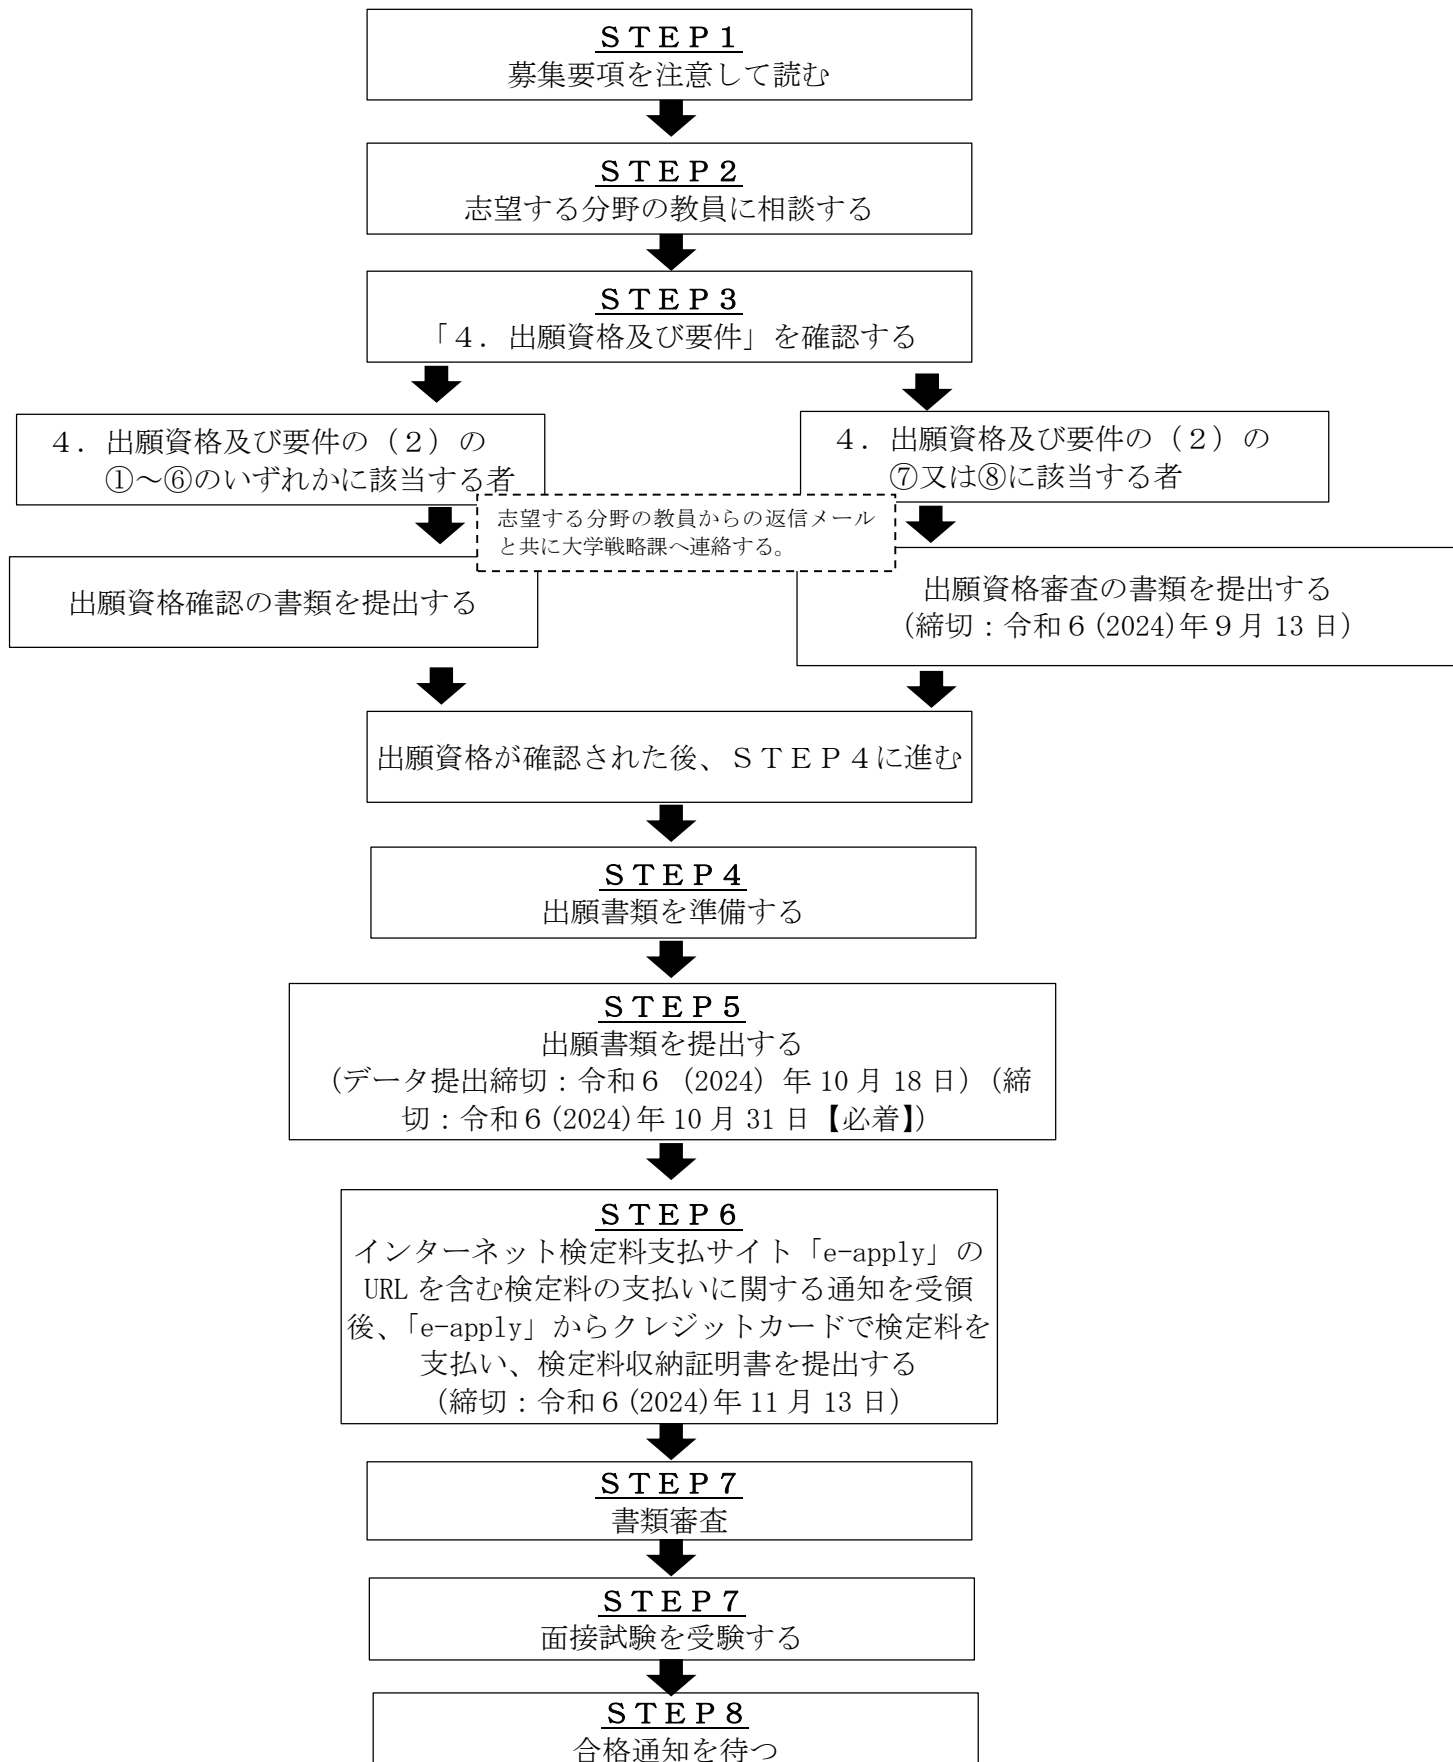 ＳＴＥＰ１
募集要項を注意して読む
ＳＴＥＰ２
志望する分野の教員に相談する
ＳＴＥＰ３
「４．出願資格及び要件」を確認する
４．出願資格及び要件の（２）の
①～⑥のいずれかに該当する者
４．出願資格及び要件の（２）の
⑦又は⑧に該当する者
志望する分野の教員からの返信メール
と共に大学戦略課へ連絡する。
出願資格確認の書類を提出する
出願資格審査の書類を提出する
（締切：令和６(2024)年９月 13 日）
出願資格が確認された後、ＳＴＥＰ４に進む
ＳＴＥＰ４
出願書類を準備する
ＳＴＥＰ５
出願書類を提出する
（データ提出締切：令和６（2024）年 10 月 18 日）（締
切：令和６(2024)年 10 月 31 日【必着】）
ＳＴＥＰ６
インターネット検定料支払サイト「e-apply」の
URL を含む検定料の支払いに関する通知を受領
後、「e-apply」からクレジットカードで検定料を
支払い、検定料収納証明書を提出する
（締切：令和６(2024)年 11 月 13 日）
ＳＴＥＰ７
書類審査
ＳＴＥＰ７
面接試験を受験する
ＳＴＥＰ８
合格通知を待つ